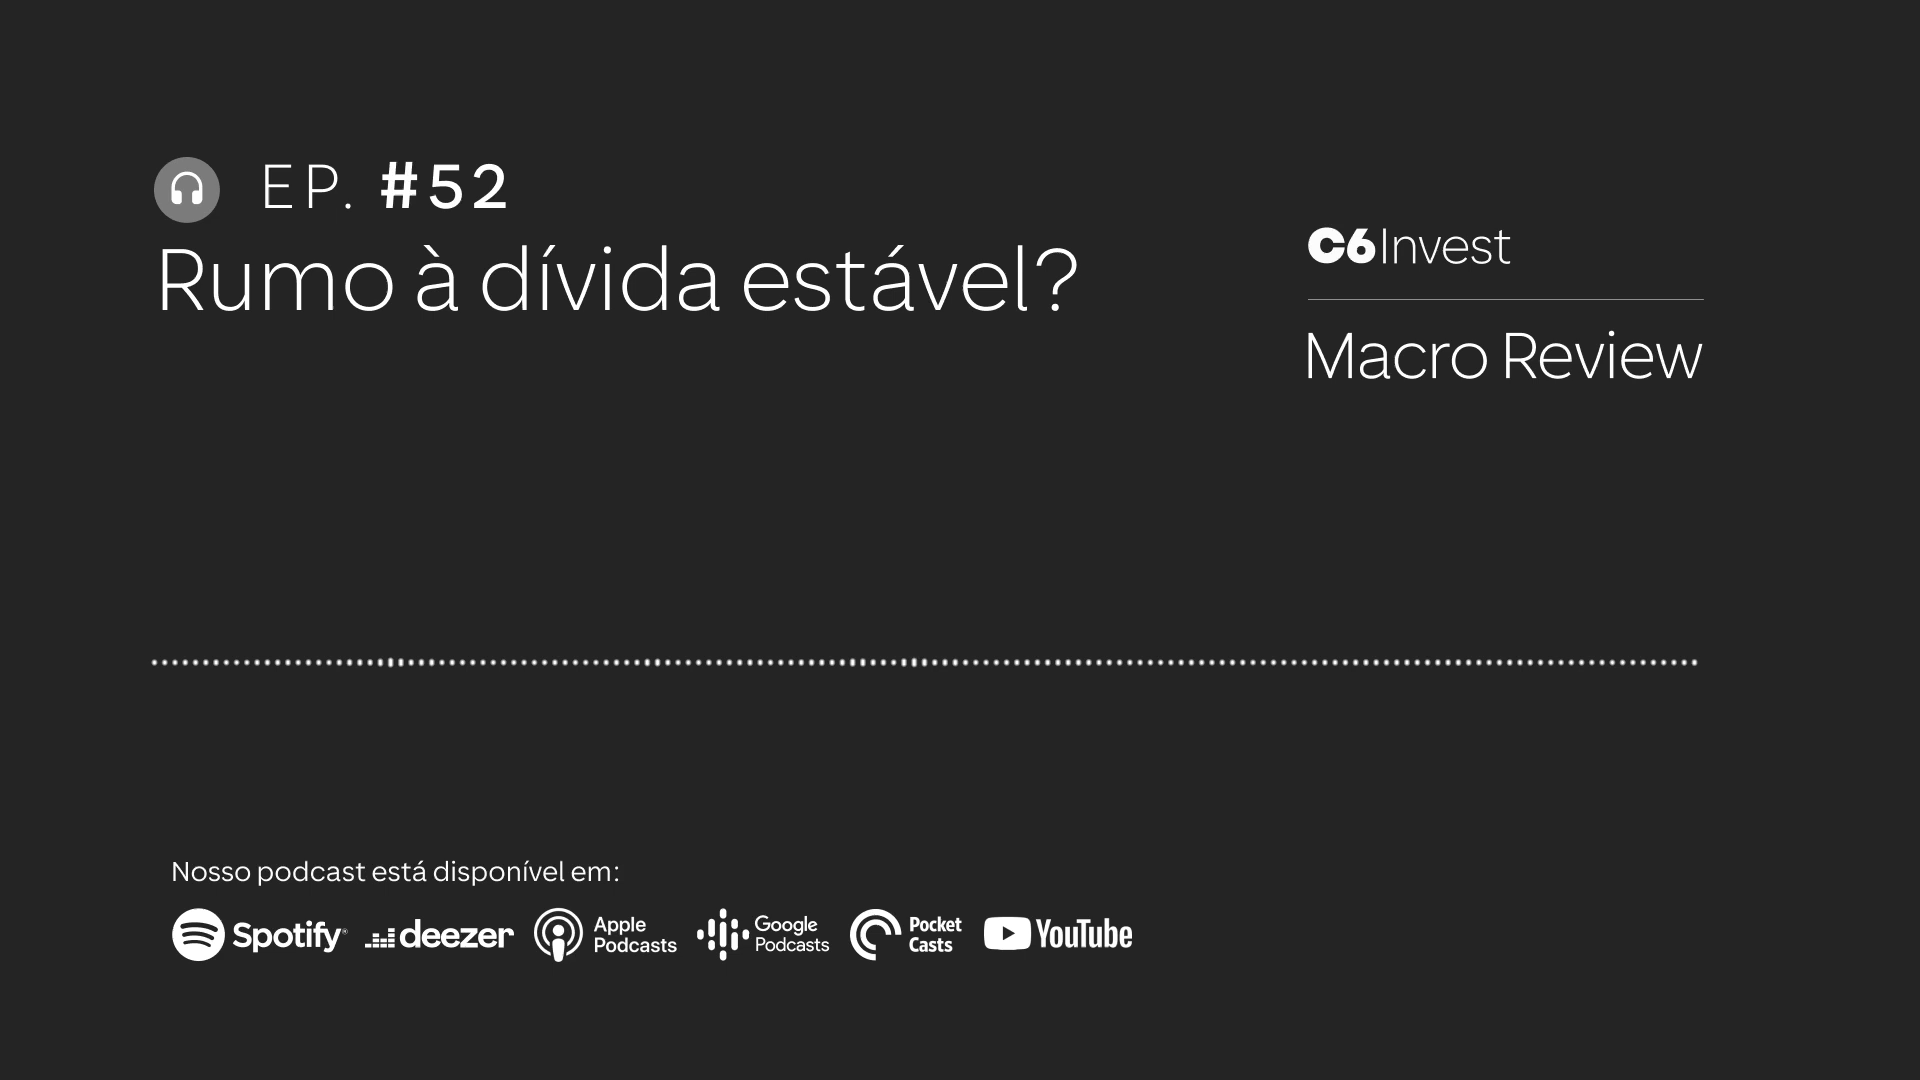 EP. #52
Rumo à dívida estável?
C6 Invest
Macro Review
Nosso podcast está disponível em:
Spotify®
deezer
Apple Podcasts
Google Podcasts
Pocket Casts
YouTube